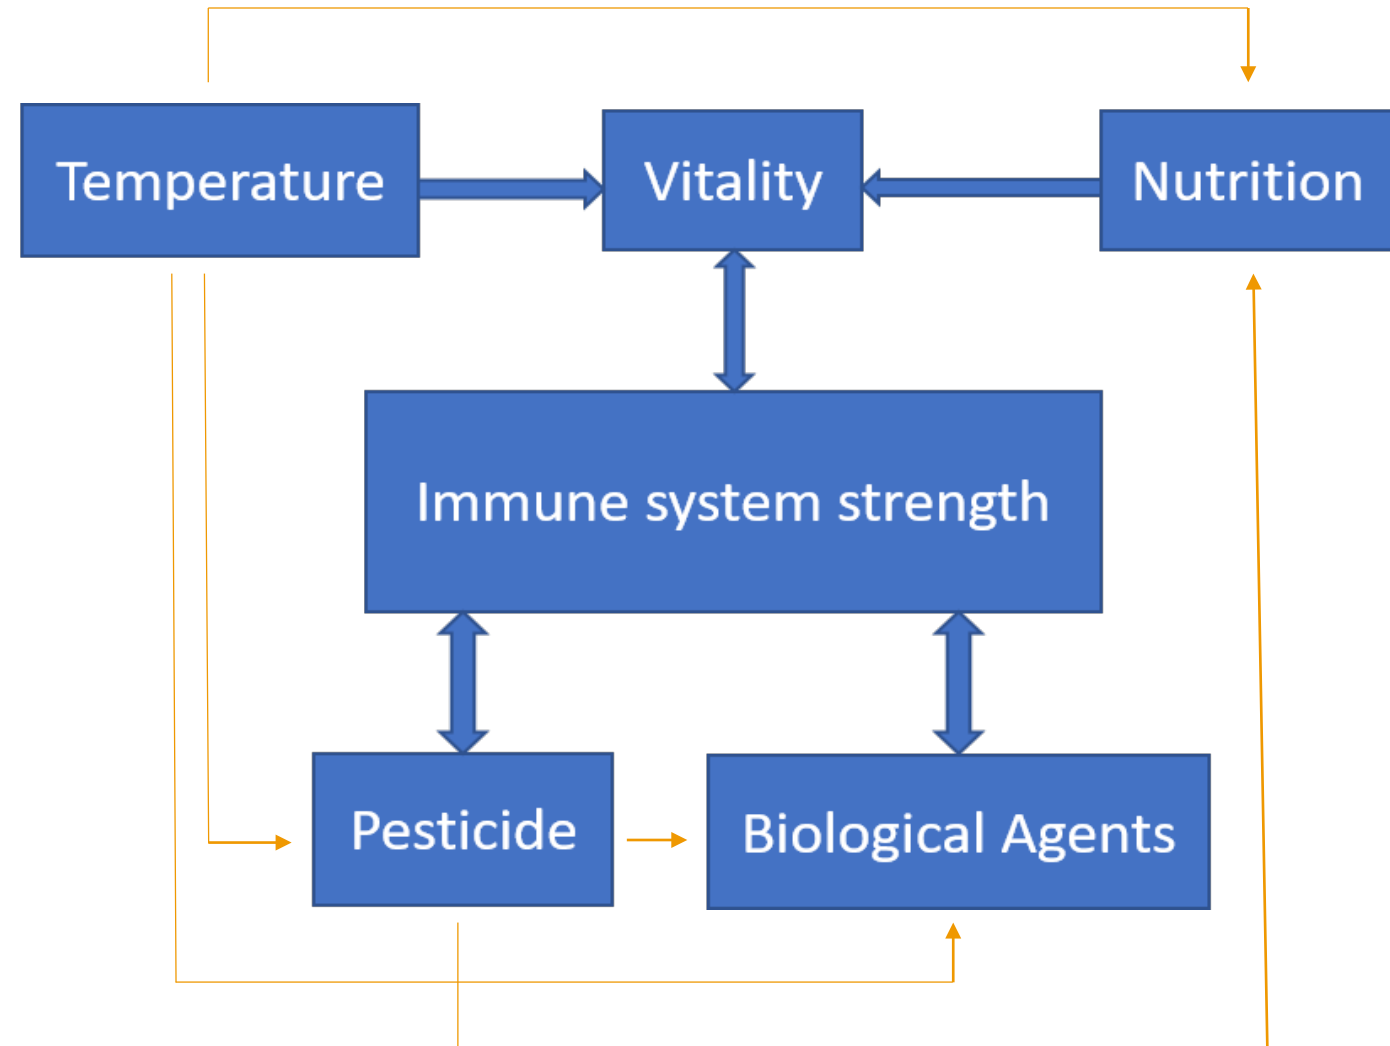 Temperature
Vitality
Nutrition
Immune system strength
Pesticide
Biological Agents